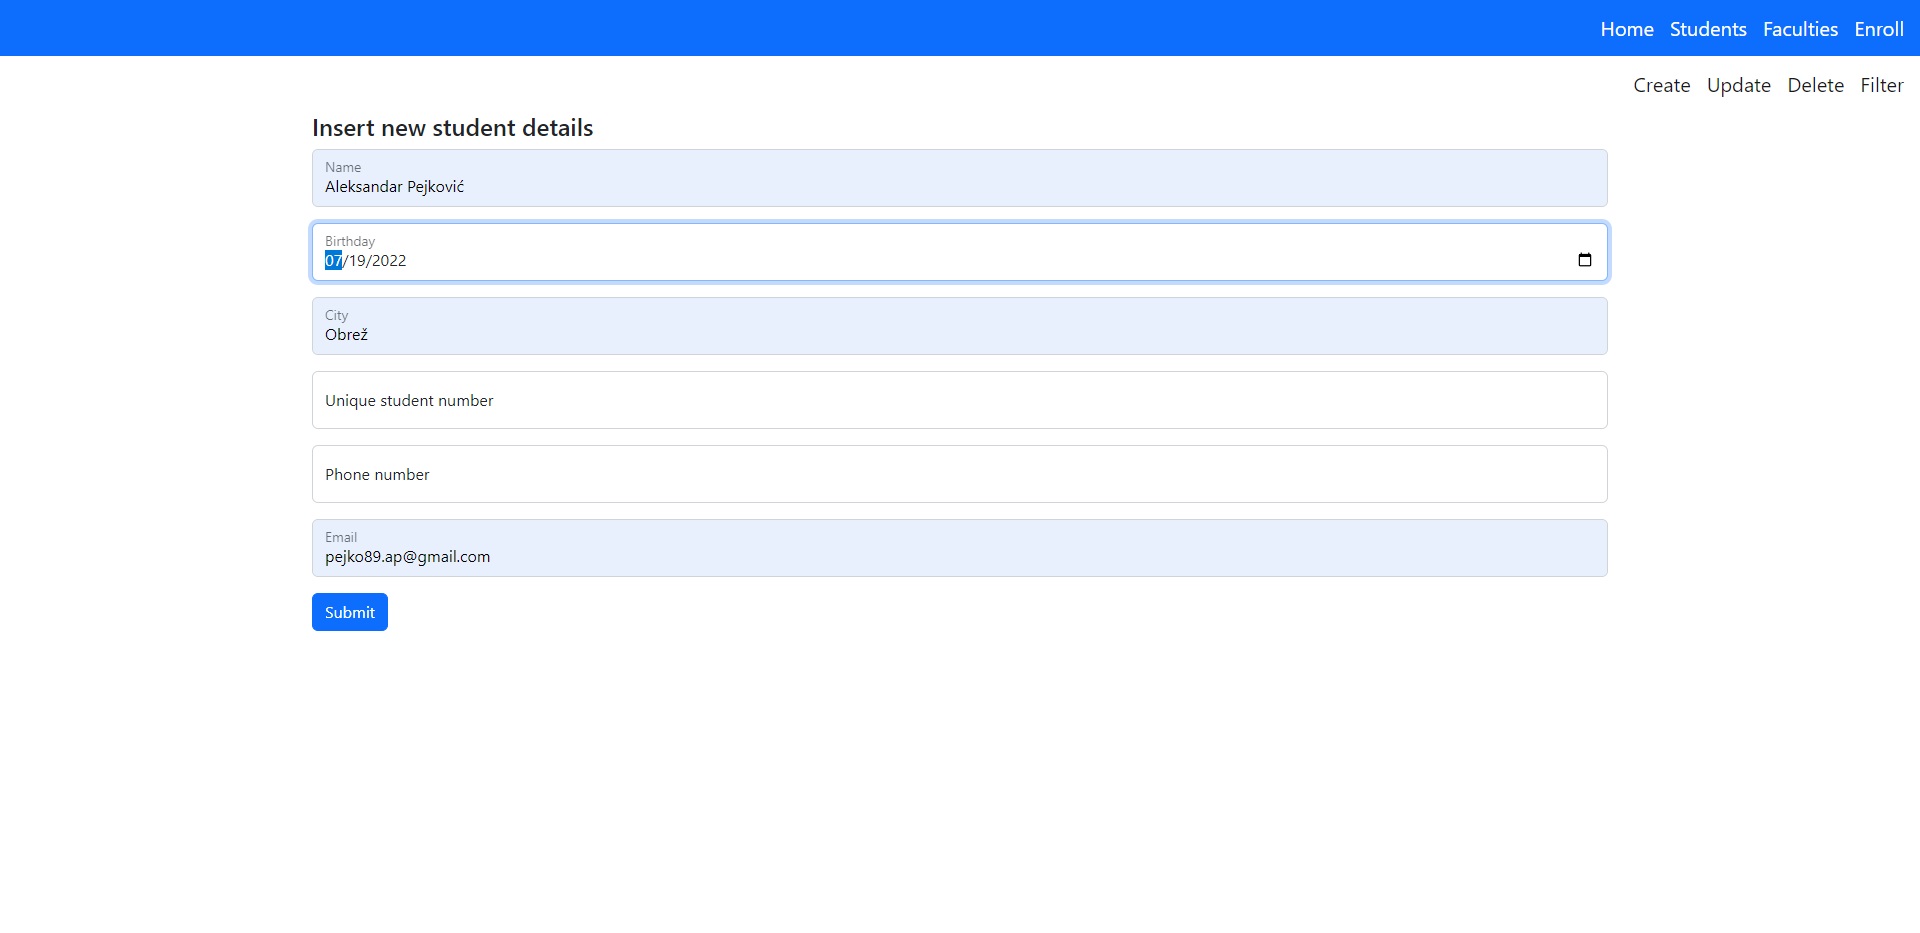 Home Students Faculties Enroll
Create Update Delete Filter
Insert new student details
Name
Aleksandar Pejković
Birthday
07/19/2022
City
Obrež
Unique student number
Phone number
Email
pejko89.ap@gmail.com
Submit